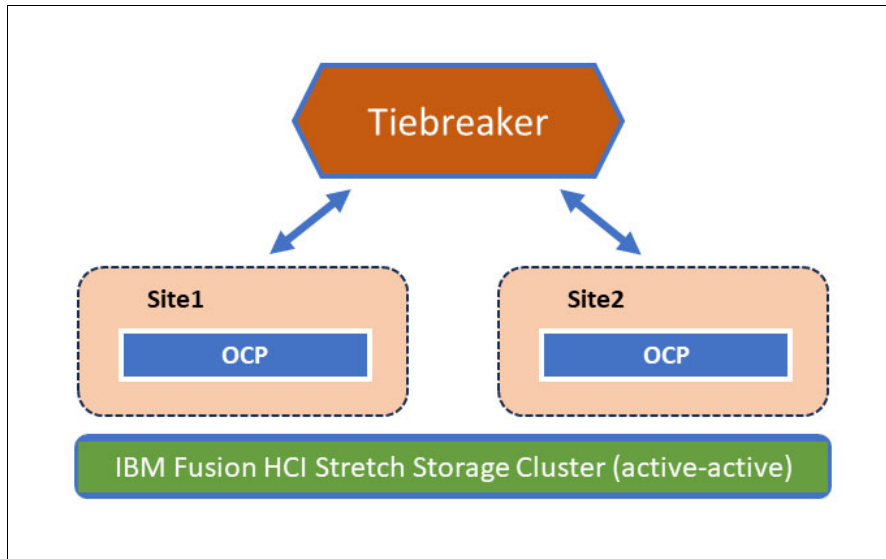 Tiebreaker
Site1
Site2
OCP
OCP
IBM Fusion HCI Stretch Storage Cluster (active-active)